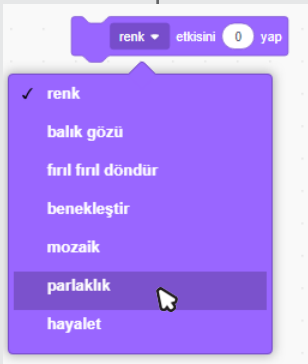 renk etkisini 0 yap
renk
balık gözü
fırıl fırıl döndür
benekleştir
mozaik
parlaklık
hayalet